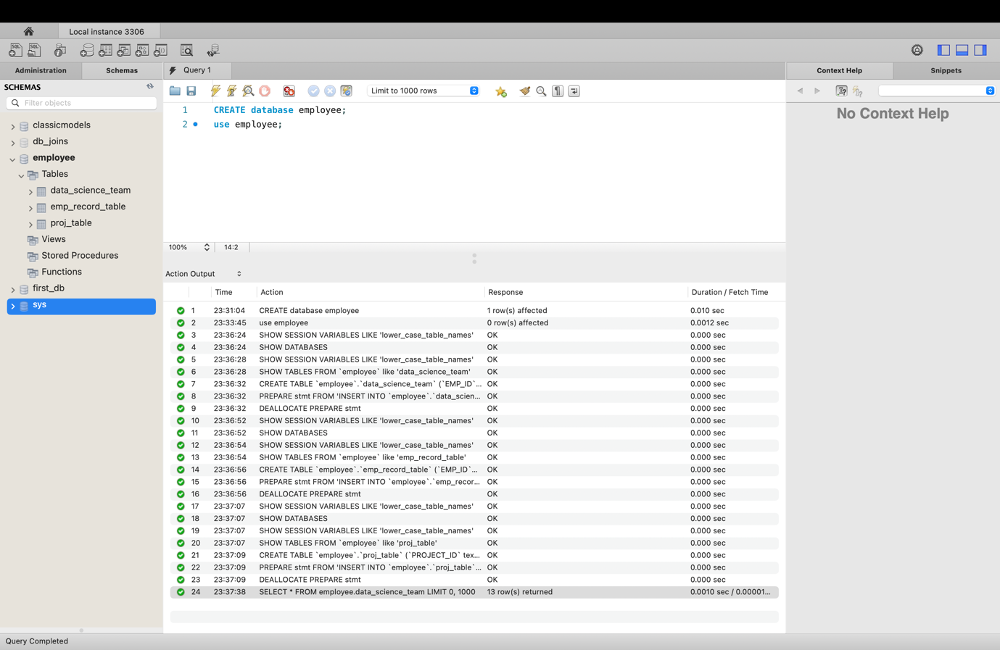 Local instance 3306
Administration
Schemas
Query 1
Context Help
Snippets
SCHEMAS
Filter objects
Limit to 1000 rows
classicmodels
db_joins
employee
Tables
data_science_team
emp_record_table
proj_table
Views
Stored Procedures
Functions
first_db
sys
1 CREATE database employee;
2 use employee;
No Context Help
100% 14:2
Action Output
Time Action Response Duration / Fetch Time
1 23:31:04 CREATE database employee 1 row(s) affected 0.010 sec
2 23:33:45 use employee 0 row(s) affected 0.0012 sec
3 23:36:24 SHOW SESSION VARIABLES LIKE 'lower_case_table_names' OK 0.000 sec
4 23:36:24 SHOW DATABASES OK 0.000 sec
5 23:36:28 SHOW SESSION VARIABLES LIKE 'lower_case_table_names' OK 0.000 sec
6 23:36:28 SHOW TABLES FROM `employee` like 'data_science_team' OK 0.000 sec
7 23:36:32 CREATE TABLE `employee`.`data_science_team` (`EMP_ID`... OK 0.000 sec
8 23:36:32 PREPARE stmt FROM 'INSERT INTO `employee`.`data_scien... OK 0.000 sec
9 23:36:32 DEALLOCATE PREPARE stmt OK 0.000 sec
10 23:36:52 SHOW SESSION VARIABLES LIKE 'lower_case_table_names' OK 0.000 sec
11 23:36:52 SHOW DATABASES OK 0.000 sec
12 23:36:54 SHOW SESSION VARIABLES LIKE 'lower_case_table_names' OK 0.000 sec
13 23:36:54 SHOW TABLES FROM `employee` like 'emp_record_table' OK 0.000 sec
14 23:36:56 CREATE TABLE `employee`.`emp_record_table` (`EMP_ID`... OK 0.000 sec
15 23:36:56 PREPARE stmt FROM 'INSERT INTO `employee`.`emp_recor... OK 0.000 sec
16 23:36:56 DEALLOCATE PREPARE stmt OK 0.000 sec
17 23:37:07 SHOW SESSION VARIABLES LIKE 'lower_case_table_names' OK 0.000 sec
18 23:37:07 SHOW DATABASES OK 0.000 sec
19 23:37:07 SHOW SESSION VARIABLES LIKE 'lower_case_table_names' OK 0.000 sec
20 23:37:07 SHOW TABLES FROM `employee` like 'proj_table' OK 0.000 sec
21 23:37:09 CREATE TABLE `employee`.`proj_table` (`PROJECT_ID` tex... OK 0.000 sec
22 23:37:09 PREPARE stmt FROM 'INSERT INTO `employee`.`proj_table`... OK 0.000 sec
23 23:37:09 DEALLOCATE PREPARE stmt OK 0.000 sec
24 23:37:38 SELECT * FROM employee.data_science_team LIMIT 0, 1000 13 row(s) returned 0.0010 sec / 0.00001...
Query Completed